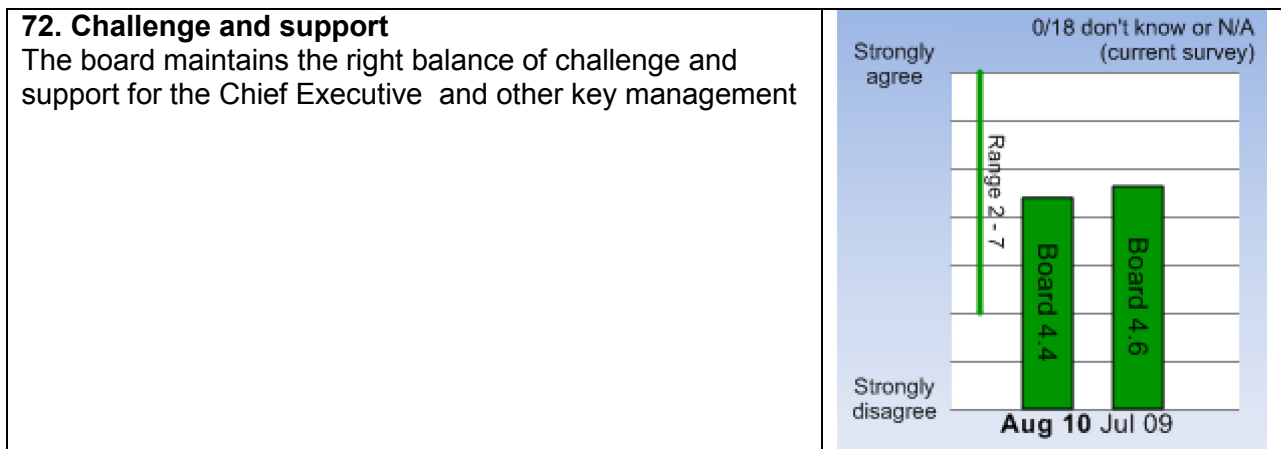 72. Challenge and support
The board maintains the right balance of challenge and
support for the Chief Executive  and other key management
0/18 don't know or N/A
(current survey)
Strongly
agree
Range 2 - 7
Board 4.4
Board 4.6
Strongly
disagree
Aug 10 Jul 09